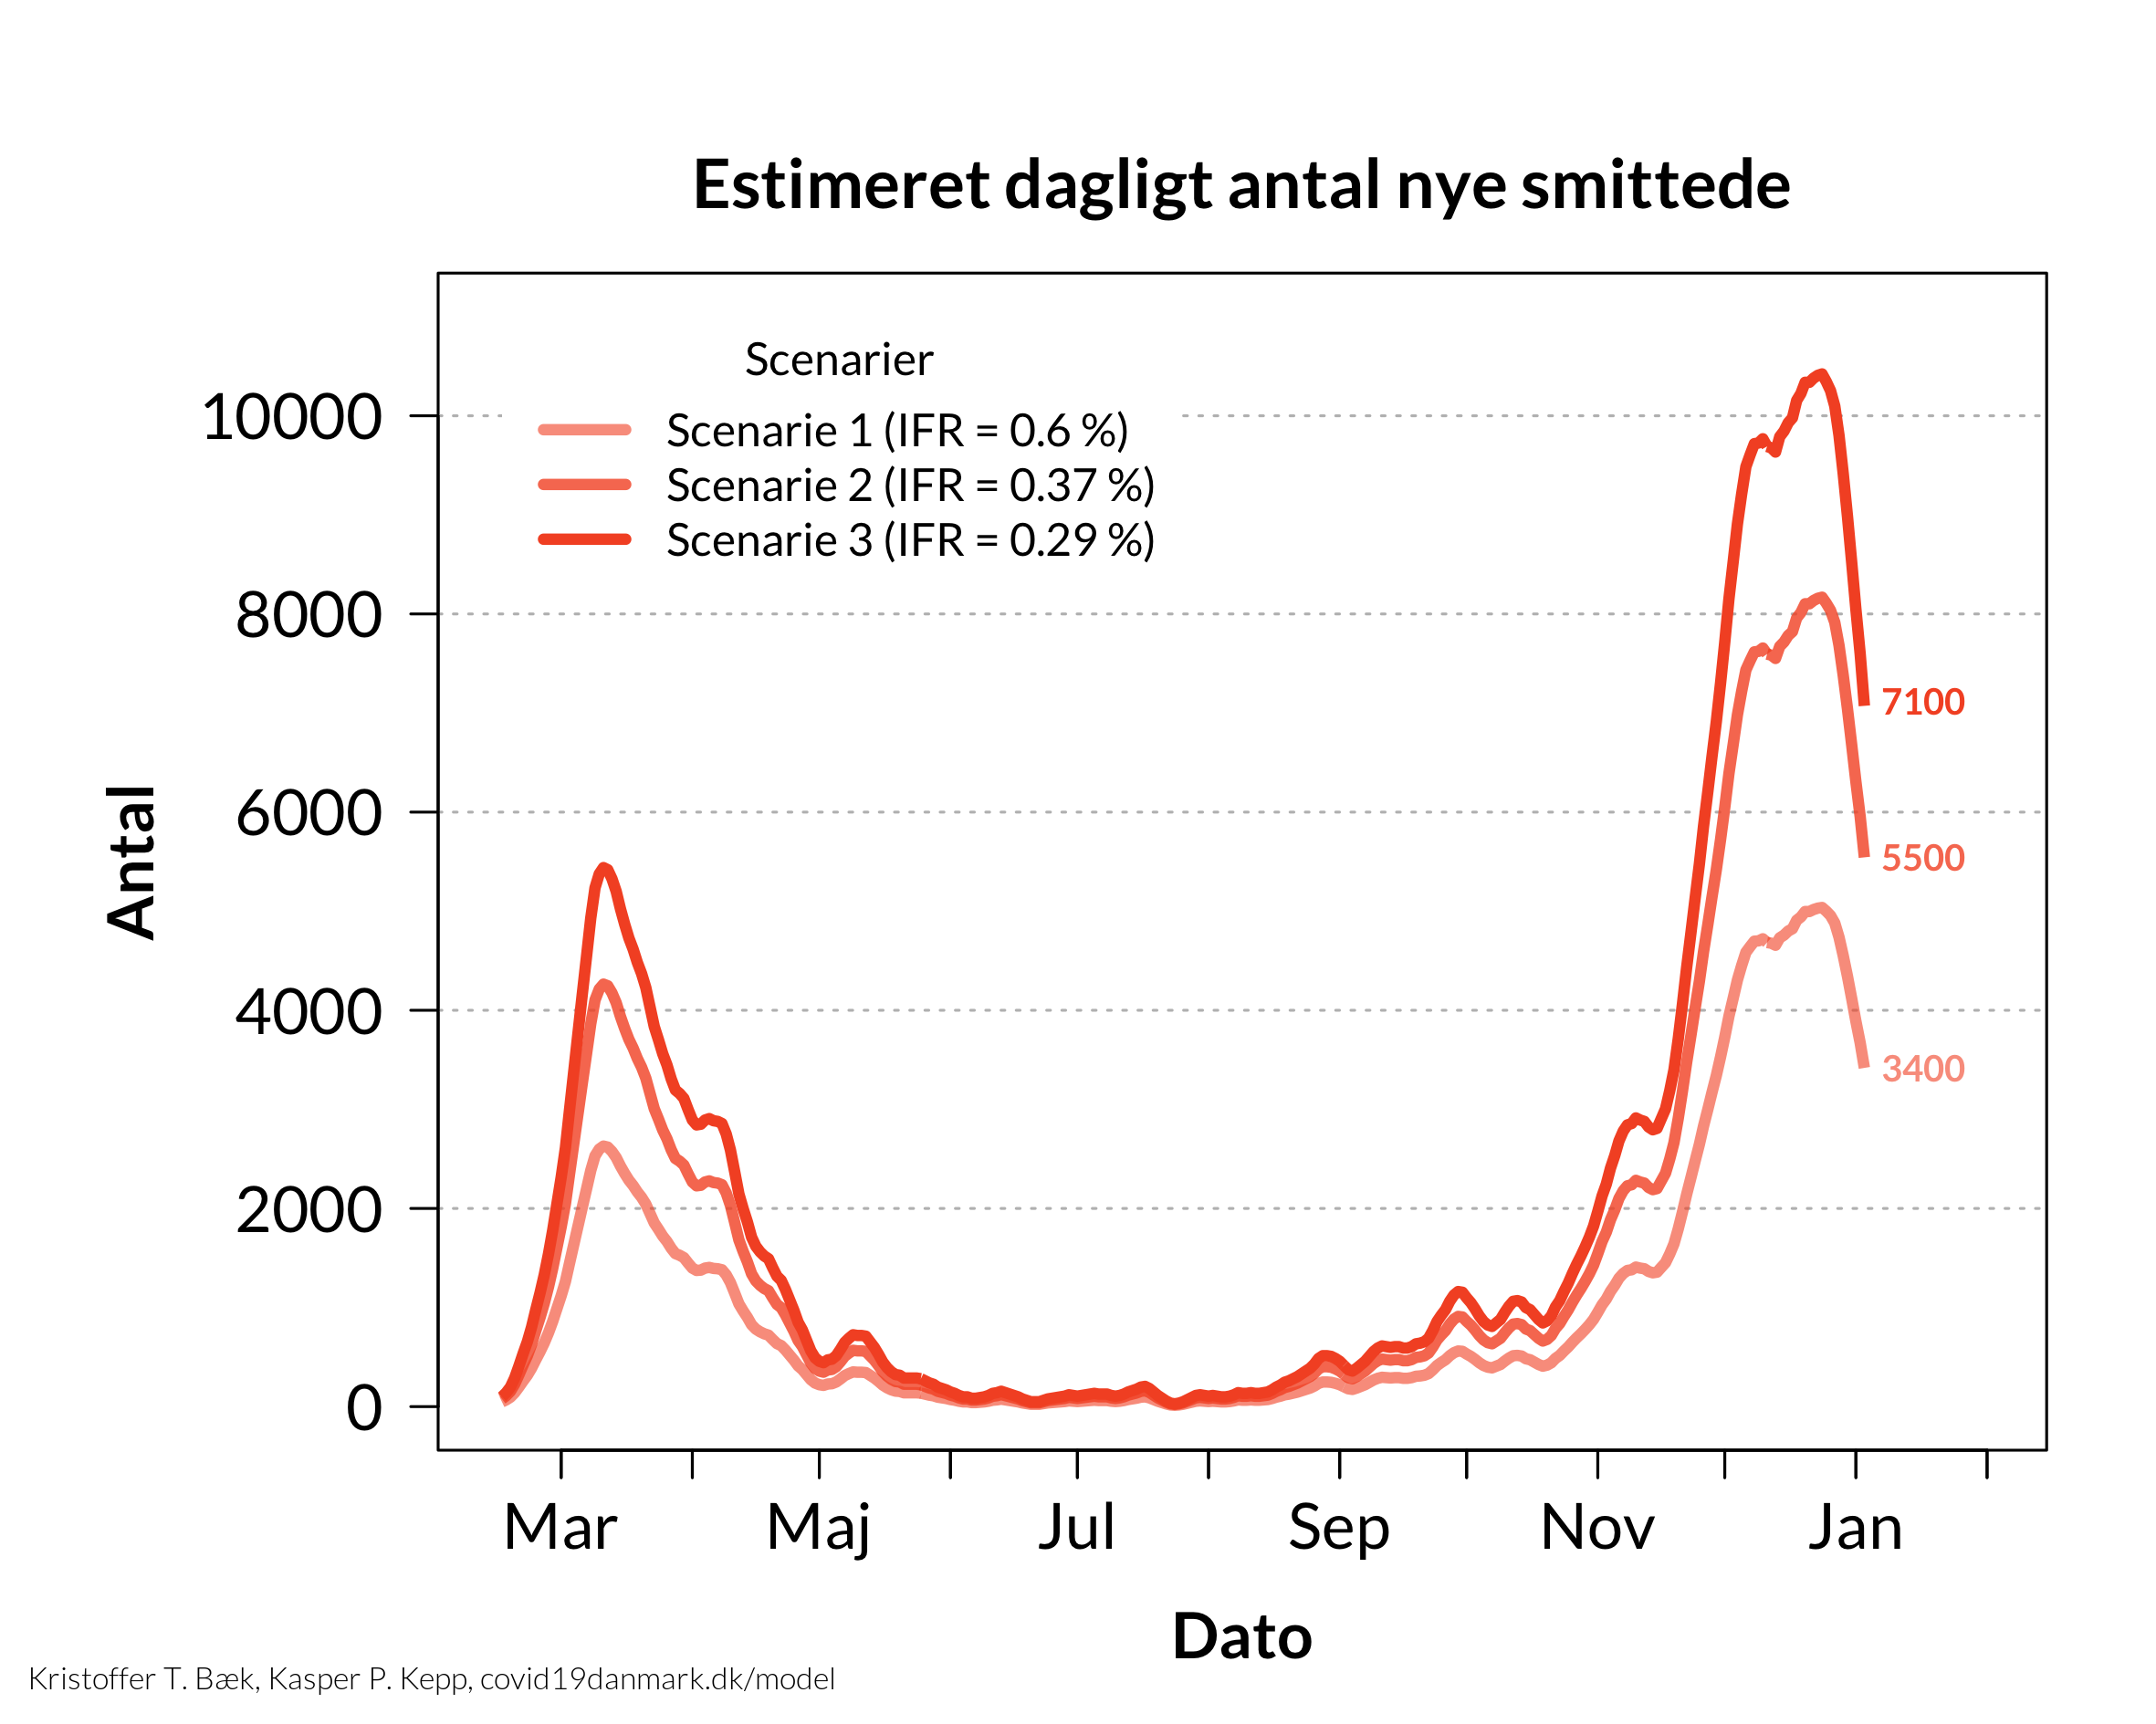 Estimeret dagligt antal nye smittede
Scenarier
Scenarie 1 (IFR = 0.6 %)
Scenarie 2 (IFR = 0.37 %)
Scenarie 3 (IFR = 0.29 %)
Antal
10000
8000
6000
4000
2000
0
7100
5500
3400
Mar Maj Jul Sep Nov Jan
Dato
Kristoffer T. Bæk, Kasper P. Kepp, covid19danmark.dk/model